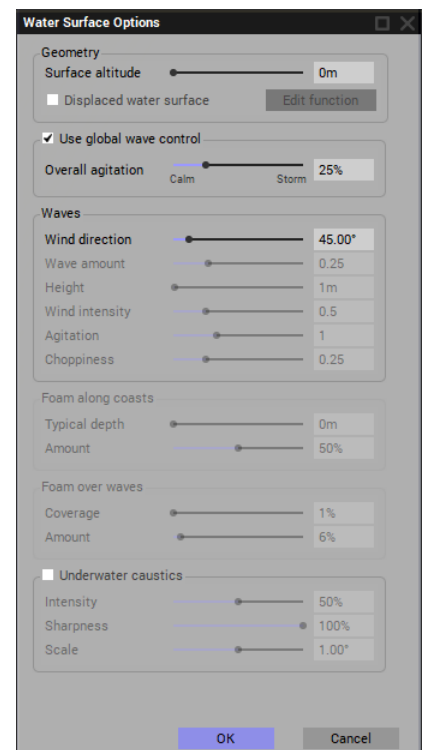 Water Surface Options
Geometry
Surface altitude 0m
Displaced water surface Edit function
Use global wave control
Overall agitation 25%
Calm Storm
Waves
Wind direction 45.00°
Wave amount 0.25
Height 1m
Wind intensity 0.5
Agitation 1
Choppiness 0.25
Foam along coasts
Typical depth 0m
Amount 50%
Foam over waves
Coverage 1%
Amount 6%
Underwater caustics
Intensity 50%
Sharpness 100%
Scale 1.00°
OK Cancel